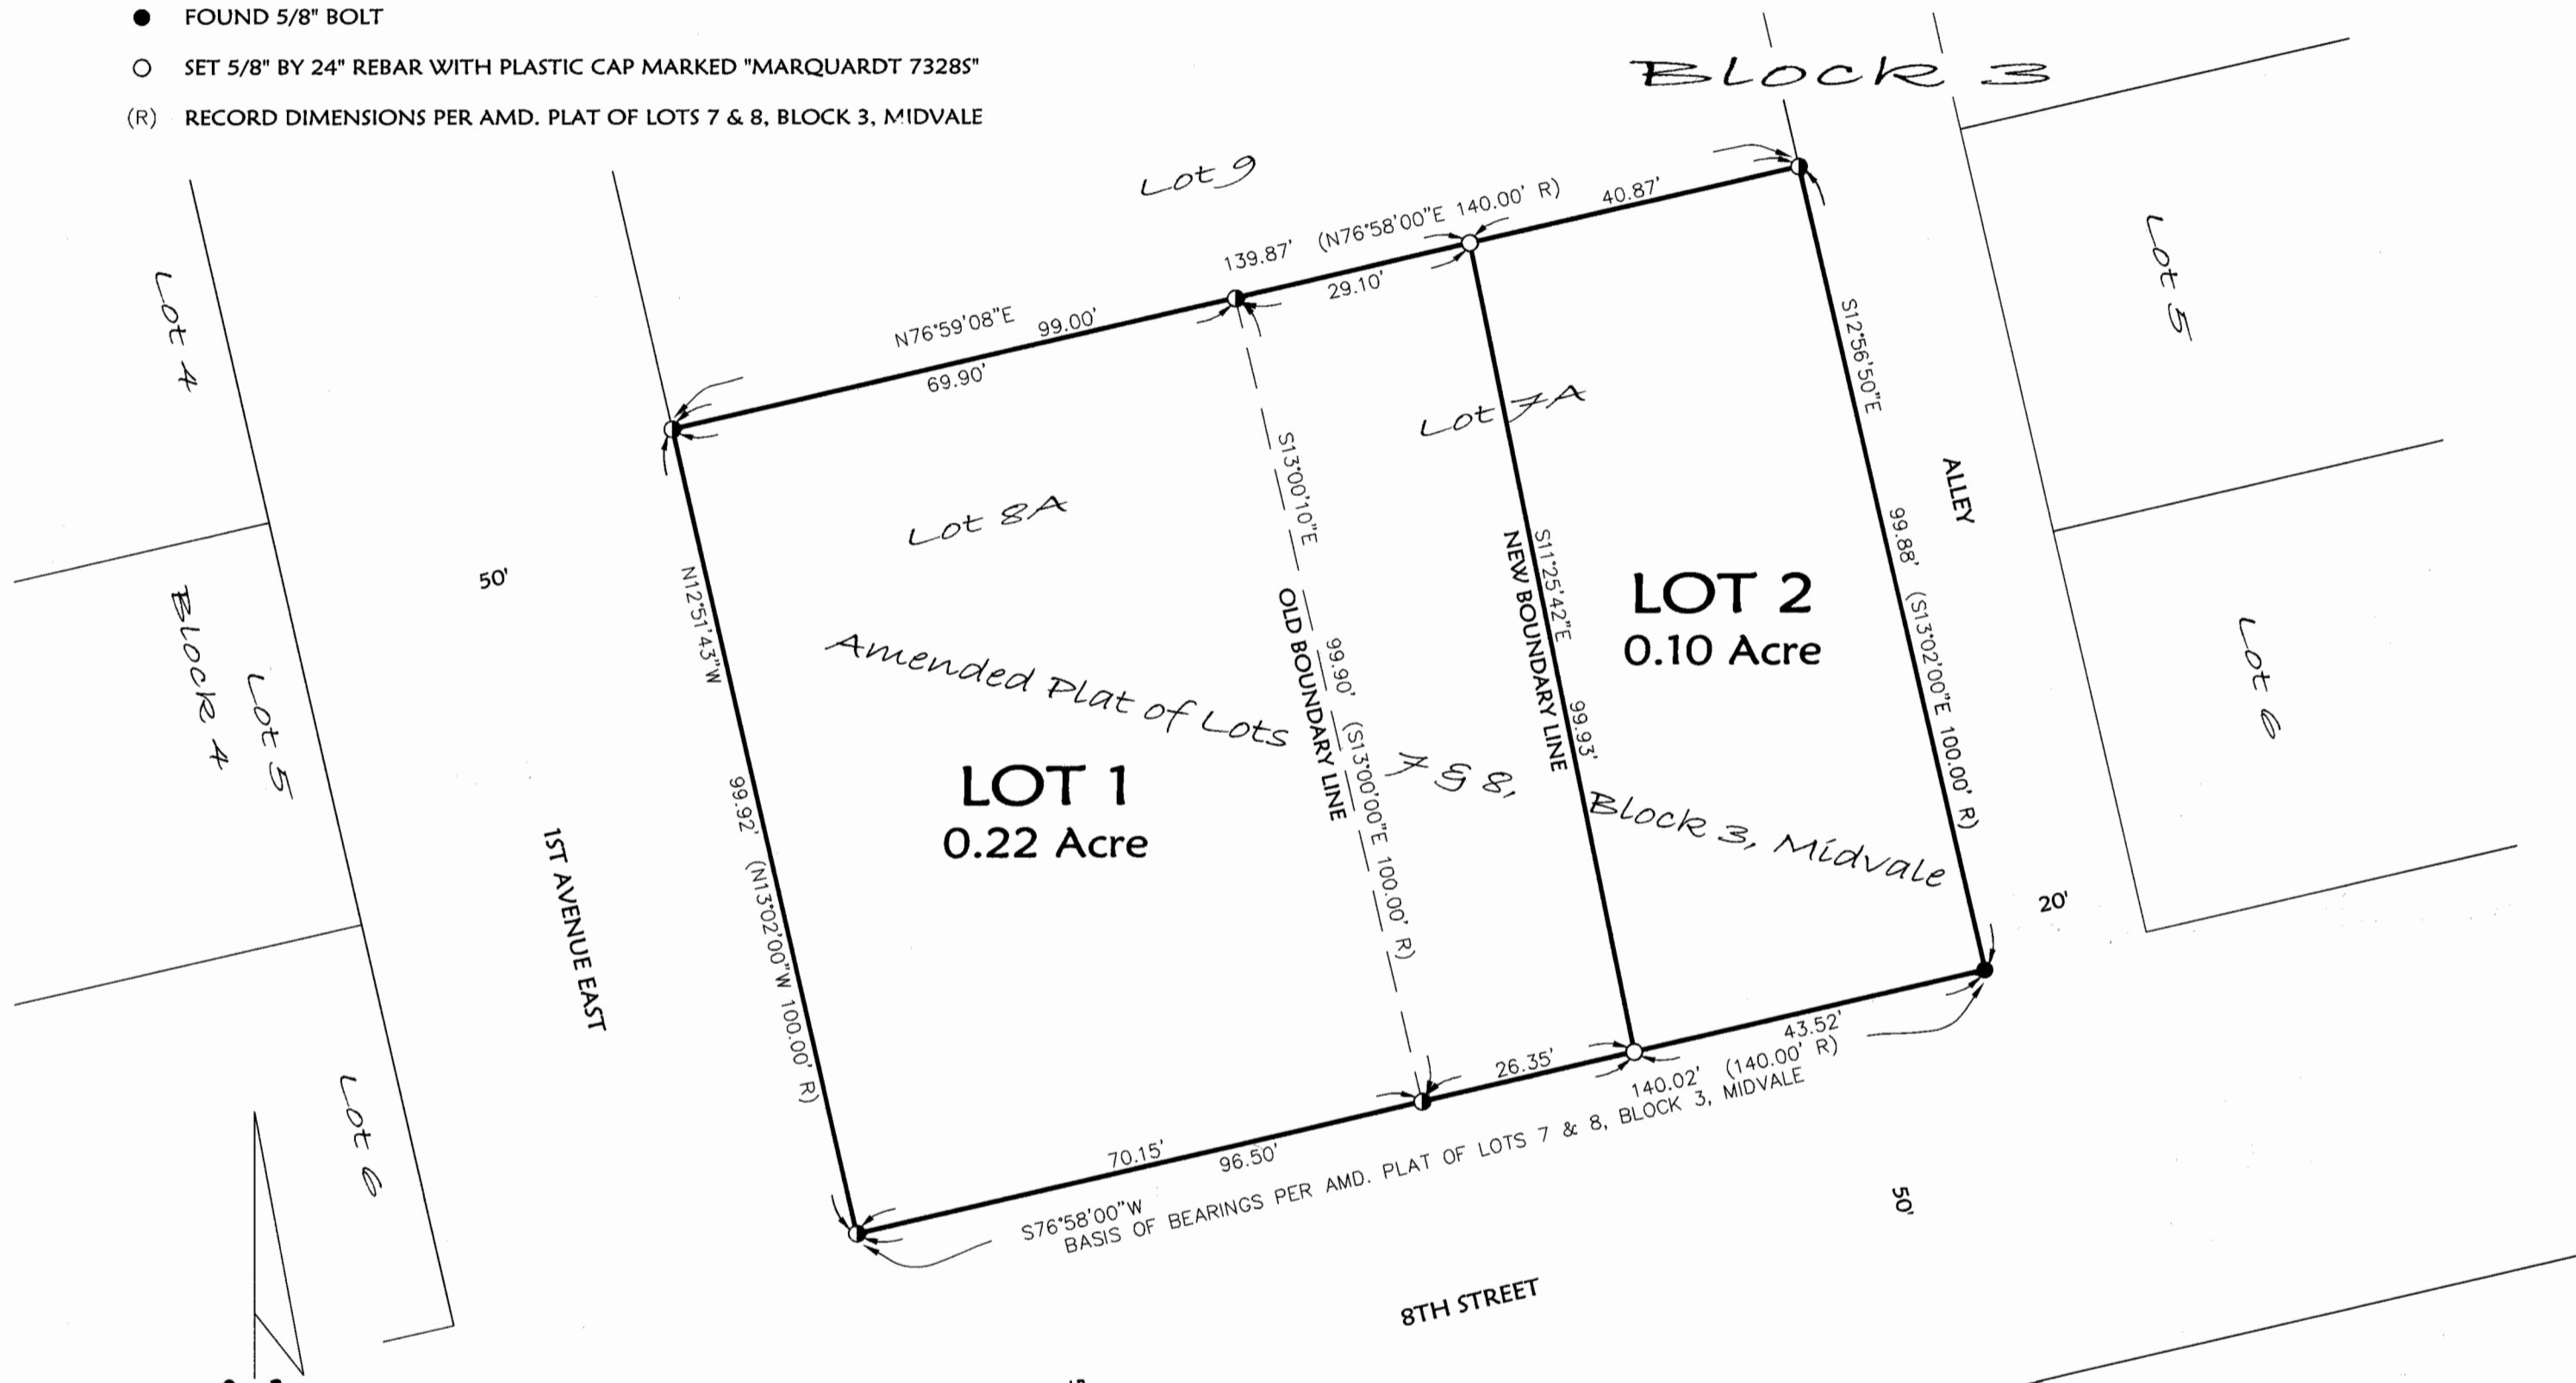 FOUND 5/8" BOLT
SET 5/8" BY 24" REBAR WITH PLASTIC CAP MARKED "MARQUARDT 7328S"
(R) RECORD DIMENSIONS PER AMD. PLAT OF LOTS 7 & 8, BLOCK 3, MIDVALE
Block 3
Lot 9
139.87' (N76°58'00"E 140.00' R)
40.87'
29.10'
N76°59'08"E 99.00'
69.90'
Lot 4
Lot 5
S12°56'50"E
99.88' (S13°02'00"E 100.00' R)
ALLEY
Lot 7A
Lot 8A
S13°00'10"E
99.90' (S13°00'00"E 100.00' R)
OLD BOUNDARY LINE
S11°25'42"E
99.93'
NEW BOUNDARY LINE
LOT 2
0.10 Acre
50'
N12°51'43"W
99.92' (N13°02'00"W 100.00' R)
Block 4
Lot 5
Lot 6
Amended Plat of Lots 7 & 8, Block 3, Midvale
LOT 1
0.22 Acre
1ST AVENUE EAST
20'
Lot 6
43.52'
26.35'
140.02' (140.00' R)
70.15'
96.50'
S76°58'00"W
BASIS OF BEARINGS PER AMD. PLAT OF LOTS 7 & 8, BLOCK 3, MIDVALE
50'
8TH STREET